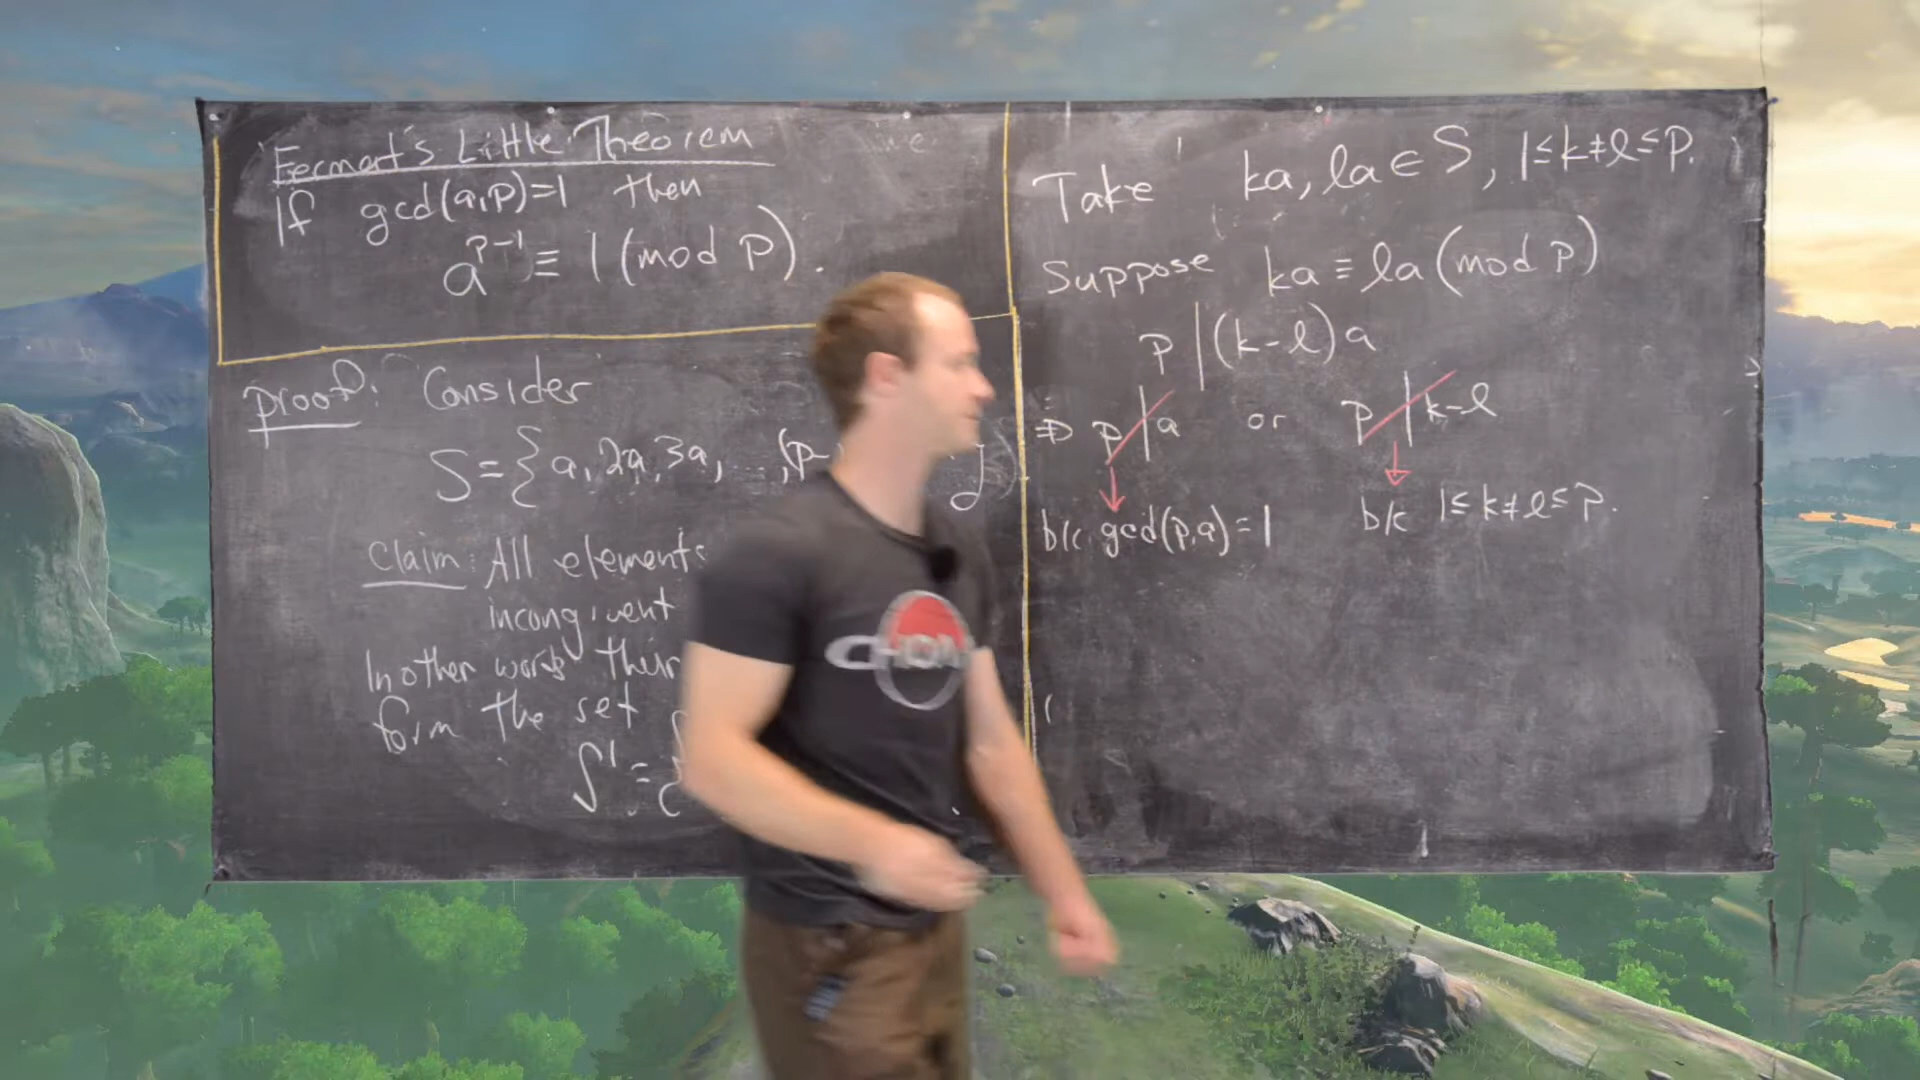 Fermat's Little Theorem
If gcd(a,p)=1 then
a^{p-1} ≡ 1 (mod p).
Proof: Consider
S={a, 2a, 3a, ..., (p-
Claim: All elements
incongruent
In other words their
form the set
S' = {
Take ka, la ∈ S, 1≤k≠l≤p.
Suppose ka ≡ la (mod p)
p | (k-l)a
⇒ p | a or p | k-l
b/c gcd(p,a)=1 b/c 1≤k≠l≤p.